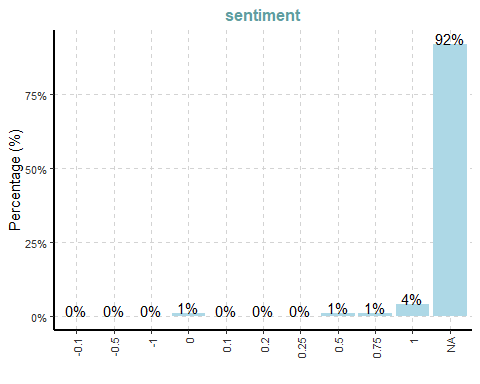 sentiment
Percentage (%)
75%
50%
25%
0%
0% 0% 0% 1% 0% 0% 0% 1% 1% 4% 92%
-0.1 -0.5 -1 0 0.1 0.2 0.25 0.5 0.75 1 NA